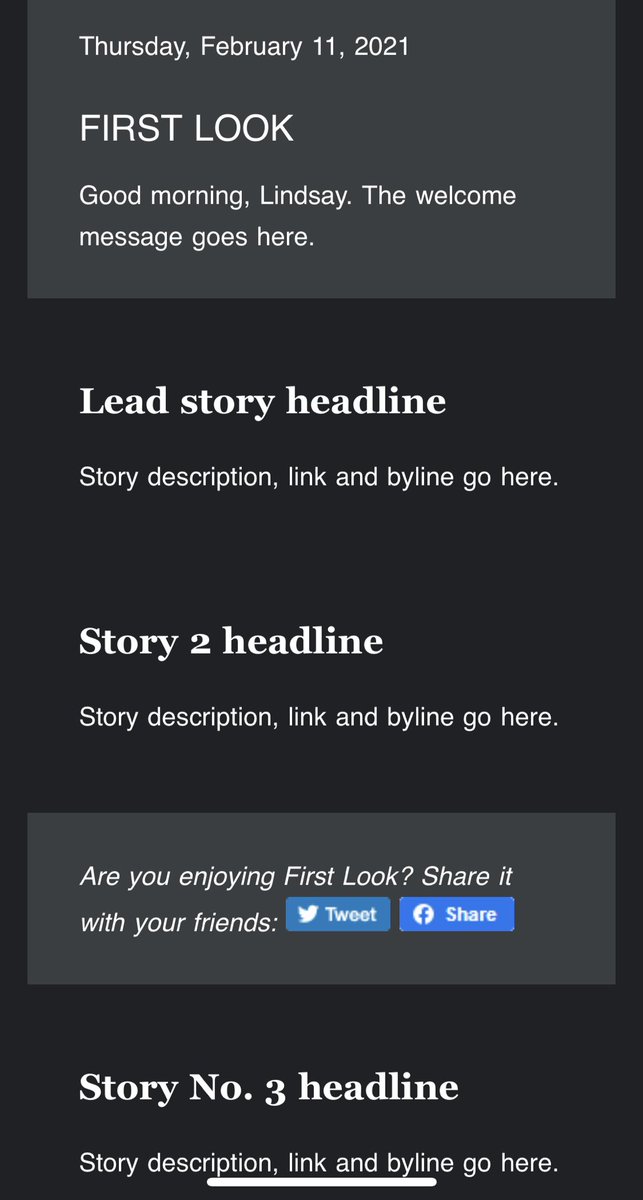 Thursday, February 11, 2021
FIRST LOOK
Good morning, Lindsay. The welcome
message goes here.
Lead story headline
Story description, link and byline go here.
Story 2 headline
Story description, link and byline go here.
Are you enjoying First Look? Share it
with your friends: Tweet Share
Story No. 3 headline
Story description, link and byline go here.